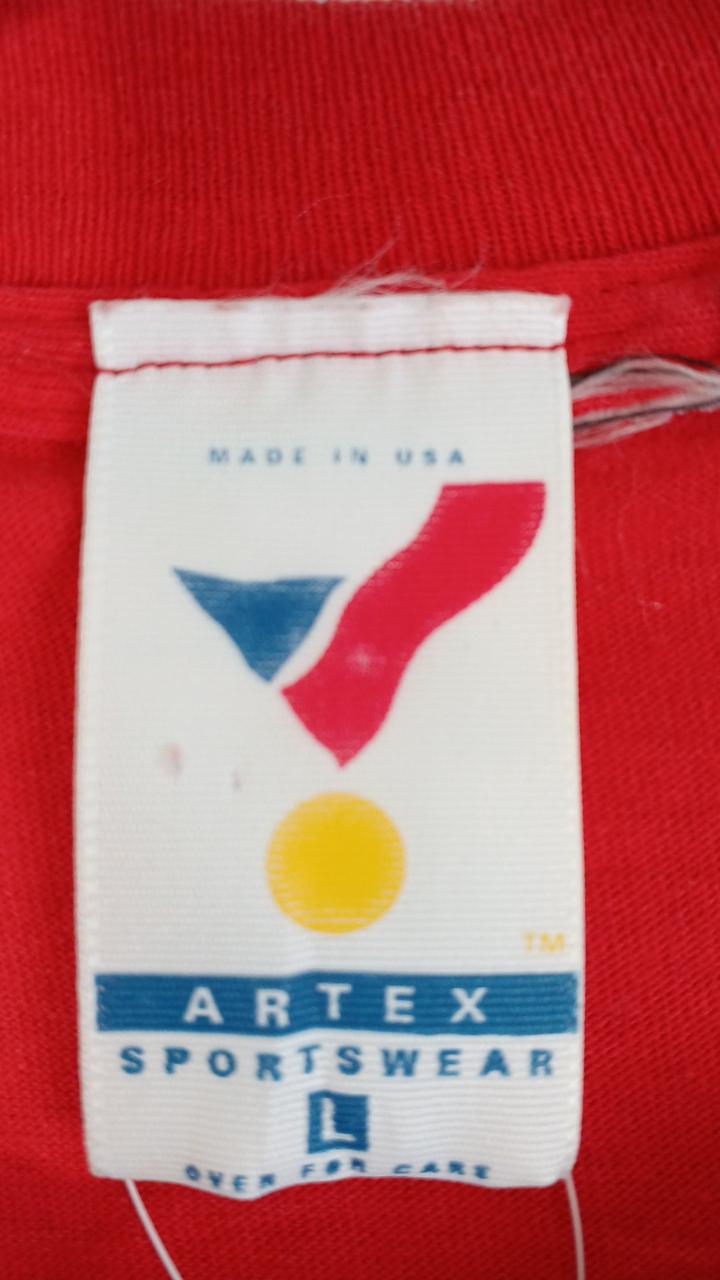 MADE IN USA
TM
ARTEX
SPORTSWEAR
L
OVER FOR CARE